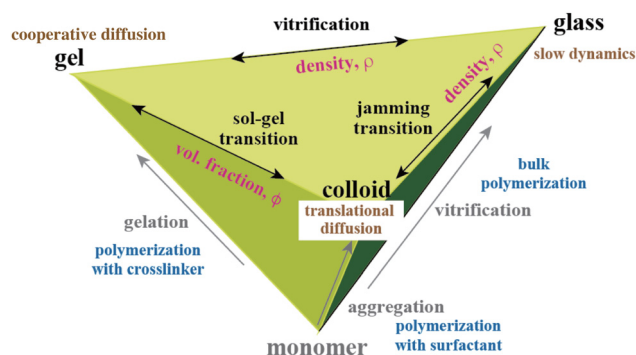 vitrification
glass
cooperative diffusion
gel
density, ρ
slow dynamics
density, ρ
sol-gel
transition
jamming
transition
vol. fraction, ϕ
colloid
translational
diffusion
bulk
polymerization
vitrification
gelation
polymerization
with crosslinker
aggregation
monomer
polymerization
with surfactant